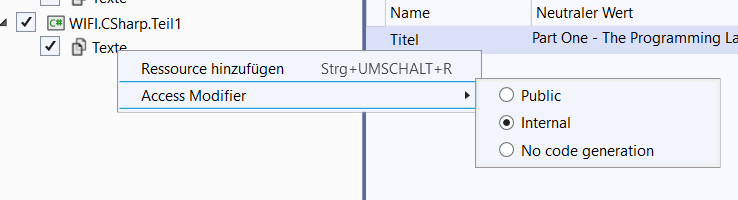 Name Neutraler Wert
C# WIFI.CSharp.Teil1
Titel Part One - The Programming La
Texte
Ressource hinzufügen Strg+UMSCHALT+R
Access Modifier
Public
Internal
No code generation